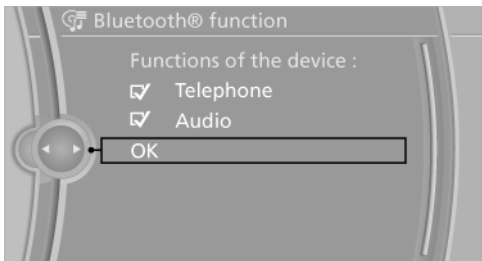 Bluetooth® function
Functions of the device :
Telephone
Audio
OK